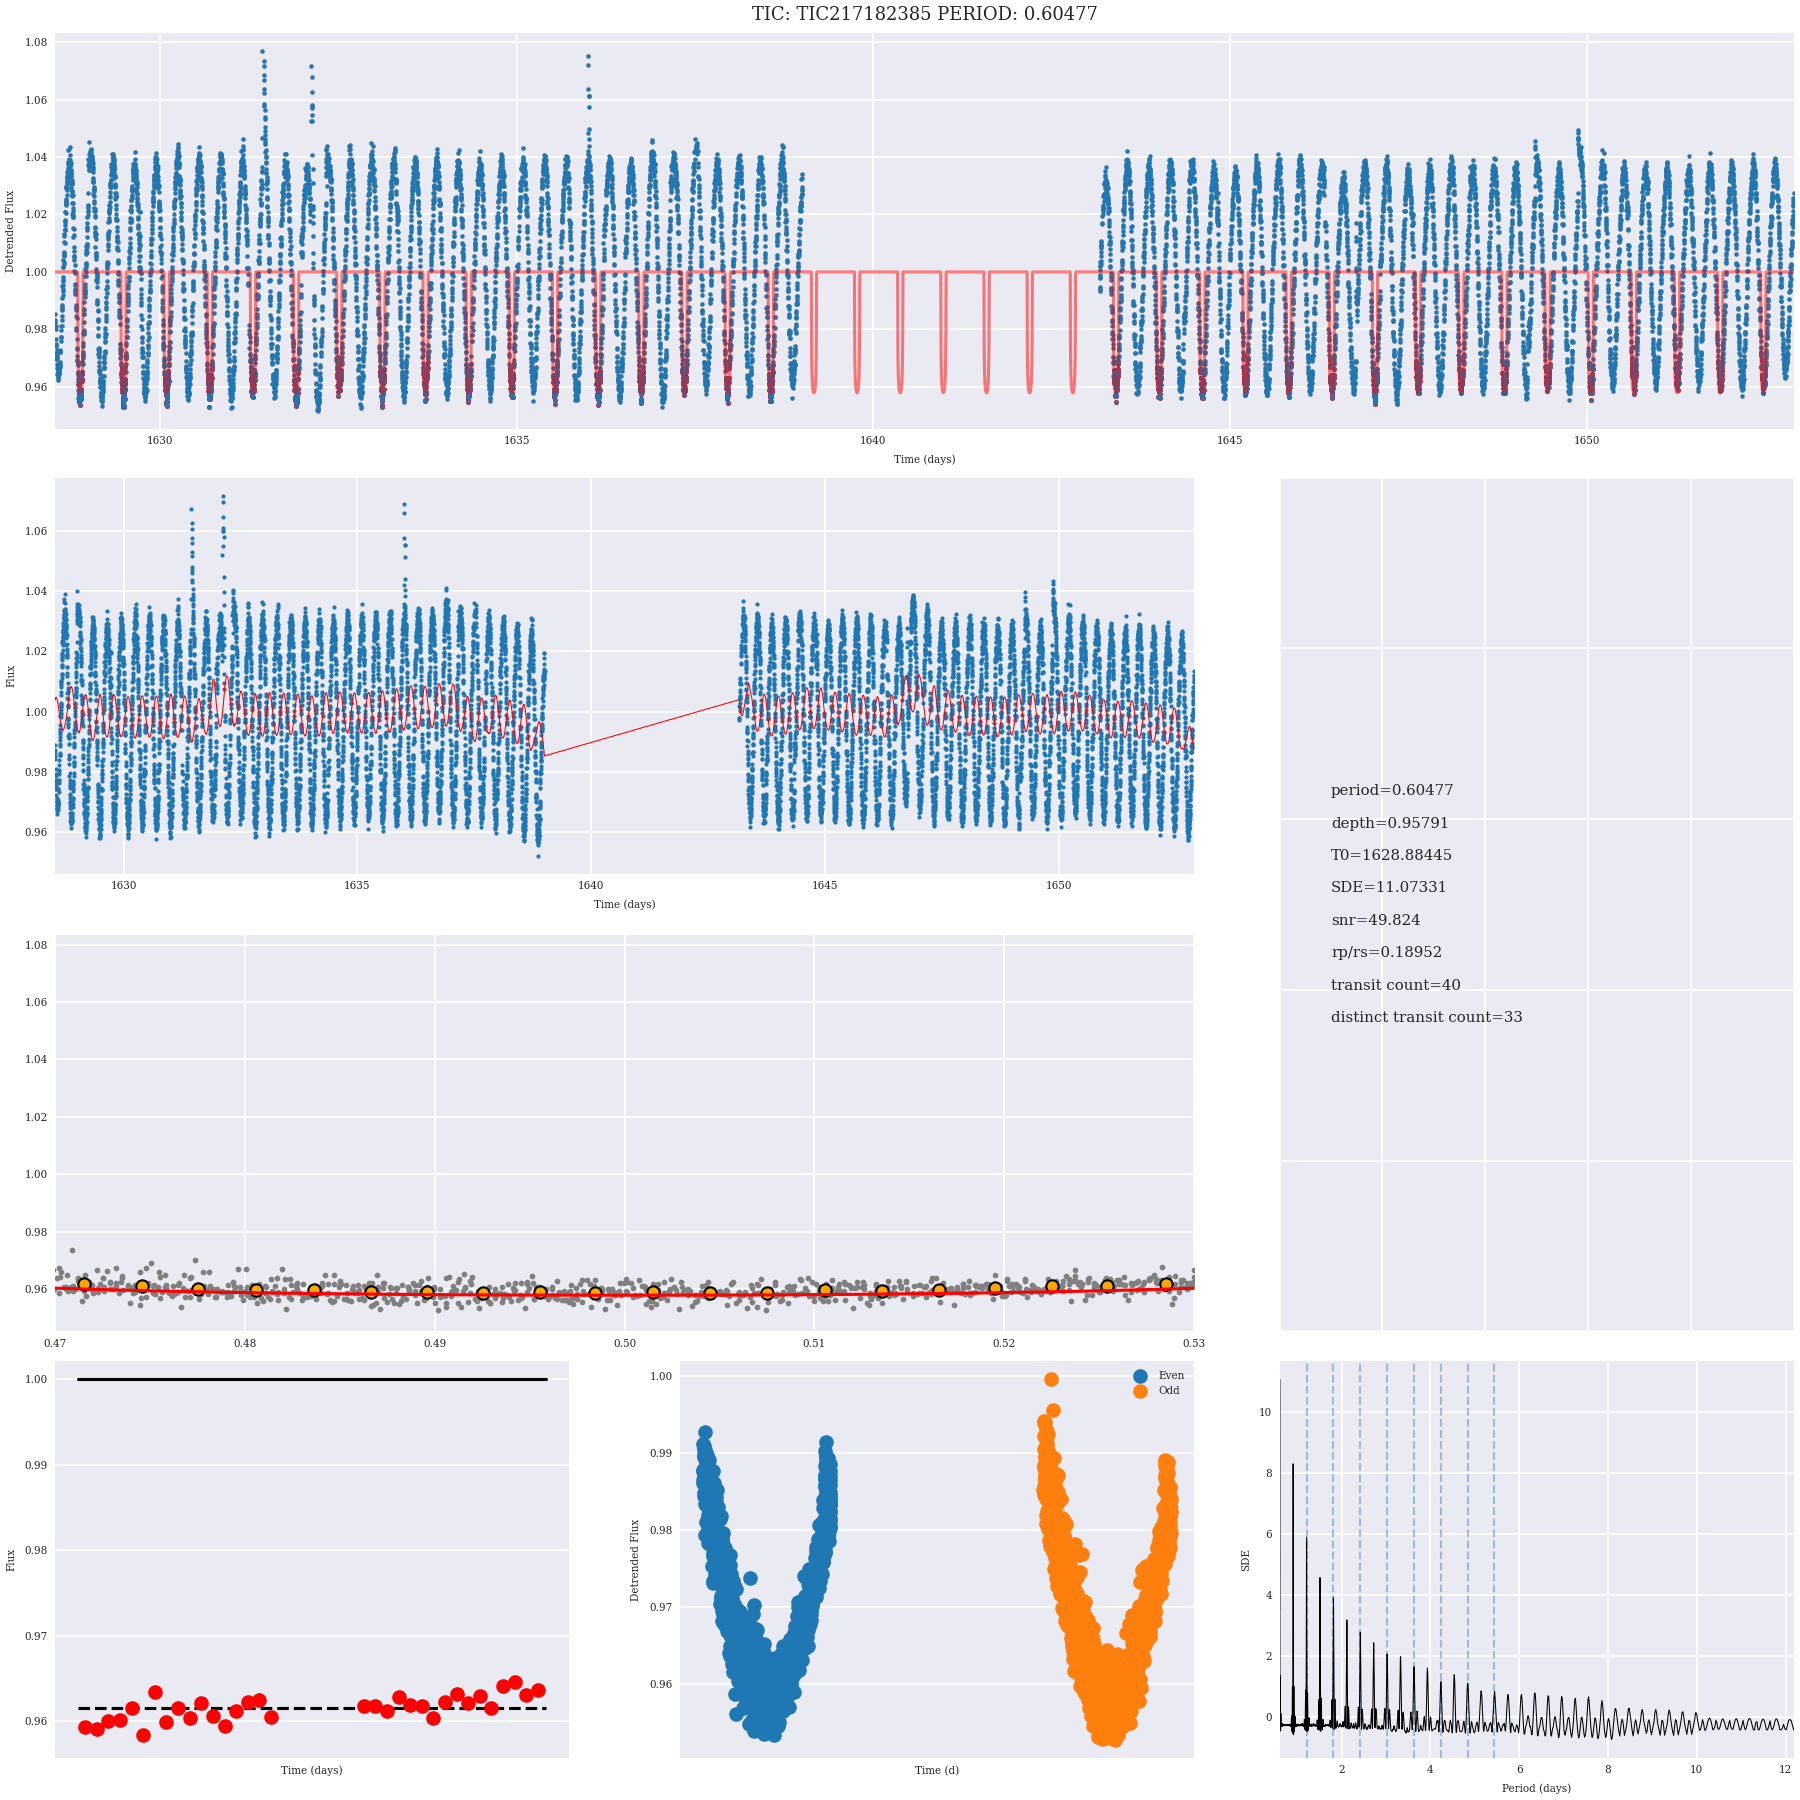 TIC: TIC217182385 PERIOD: 0.60477
1.08
1.06
1.04
1.02
1.00
0.98
0.96
Detrended Flux
1630
1635
1640
1645
1650
Time (days)
1.06
1.04
1.02
1.00
0.98
0.96
Flux
1630
1635
1640
1645
1650
Time (days)
period=0.60477
depth=0.95791
T0=1628.88445
SDE=11.07331
snr=49.824
rp/rs=0.18952
transit count=40
distinct transit count=33
1.08
1.06
1.04
1.02
1.00
0.98
0.96
0.47
0.48
0.49
0.50
0.51
0.52
0.53
1.00
0.99
0.98
0.97
0.96
Flux
Time (days)
1.00
0.99
0.98
0.97
0.96
Detrended Flux
Even
Odd
Time (d)
10
8
6
4
2
0
SDE
2
4
6
8
10
12
Period (days)